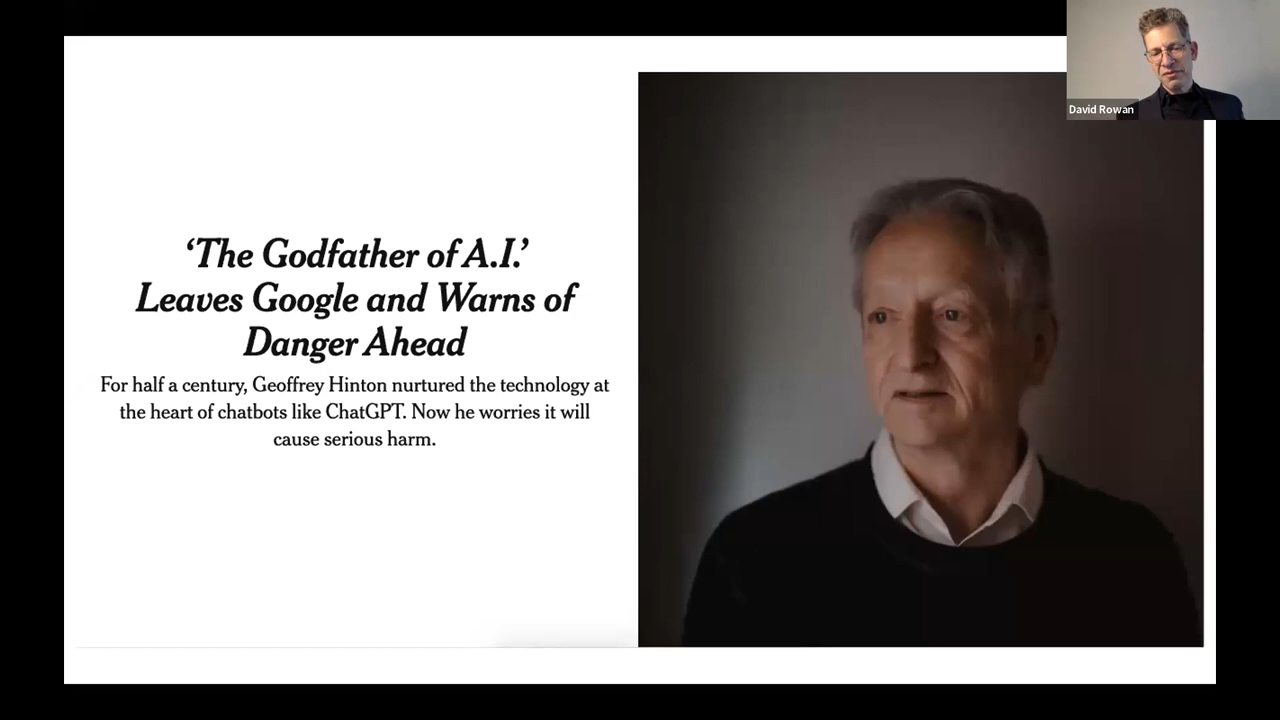 ‘The Godfather of A.I.’
Leaves Google and Warns of
Danger Ahead
For half a century, Geoffrey Hinton nurtured the technology at
the heart of chatbots like ChatGPT. Now he worries it will
cause serious harm.
David Rowan